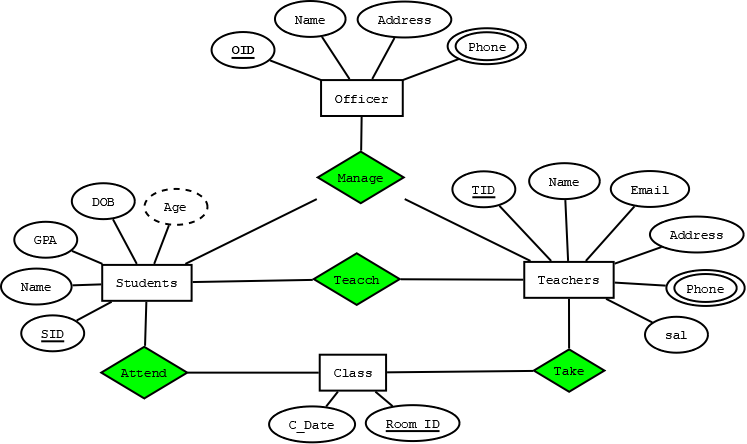 Name
Address
OID
Phone
Officer
Manage
TID
Name
Email
DOB
Age
GPA
Address
Students
Teacch
Teachers
Name
Phone
SID
sal
Attend
Class
Take
C_Date
Room_ID